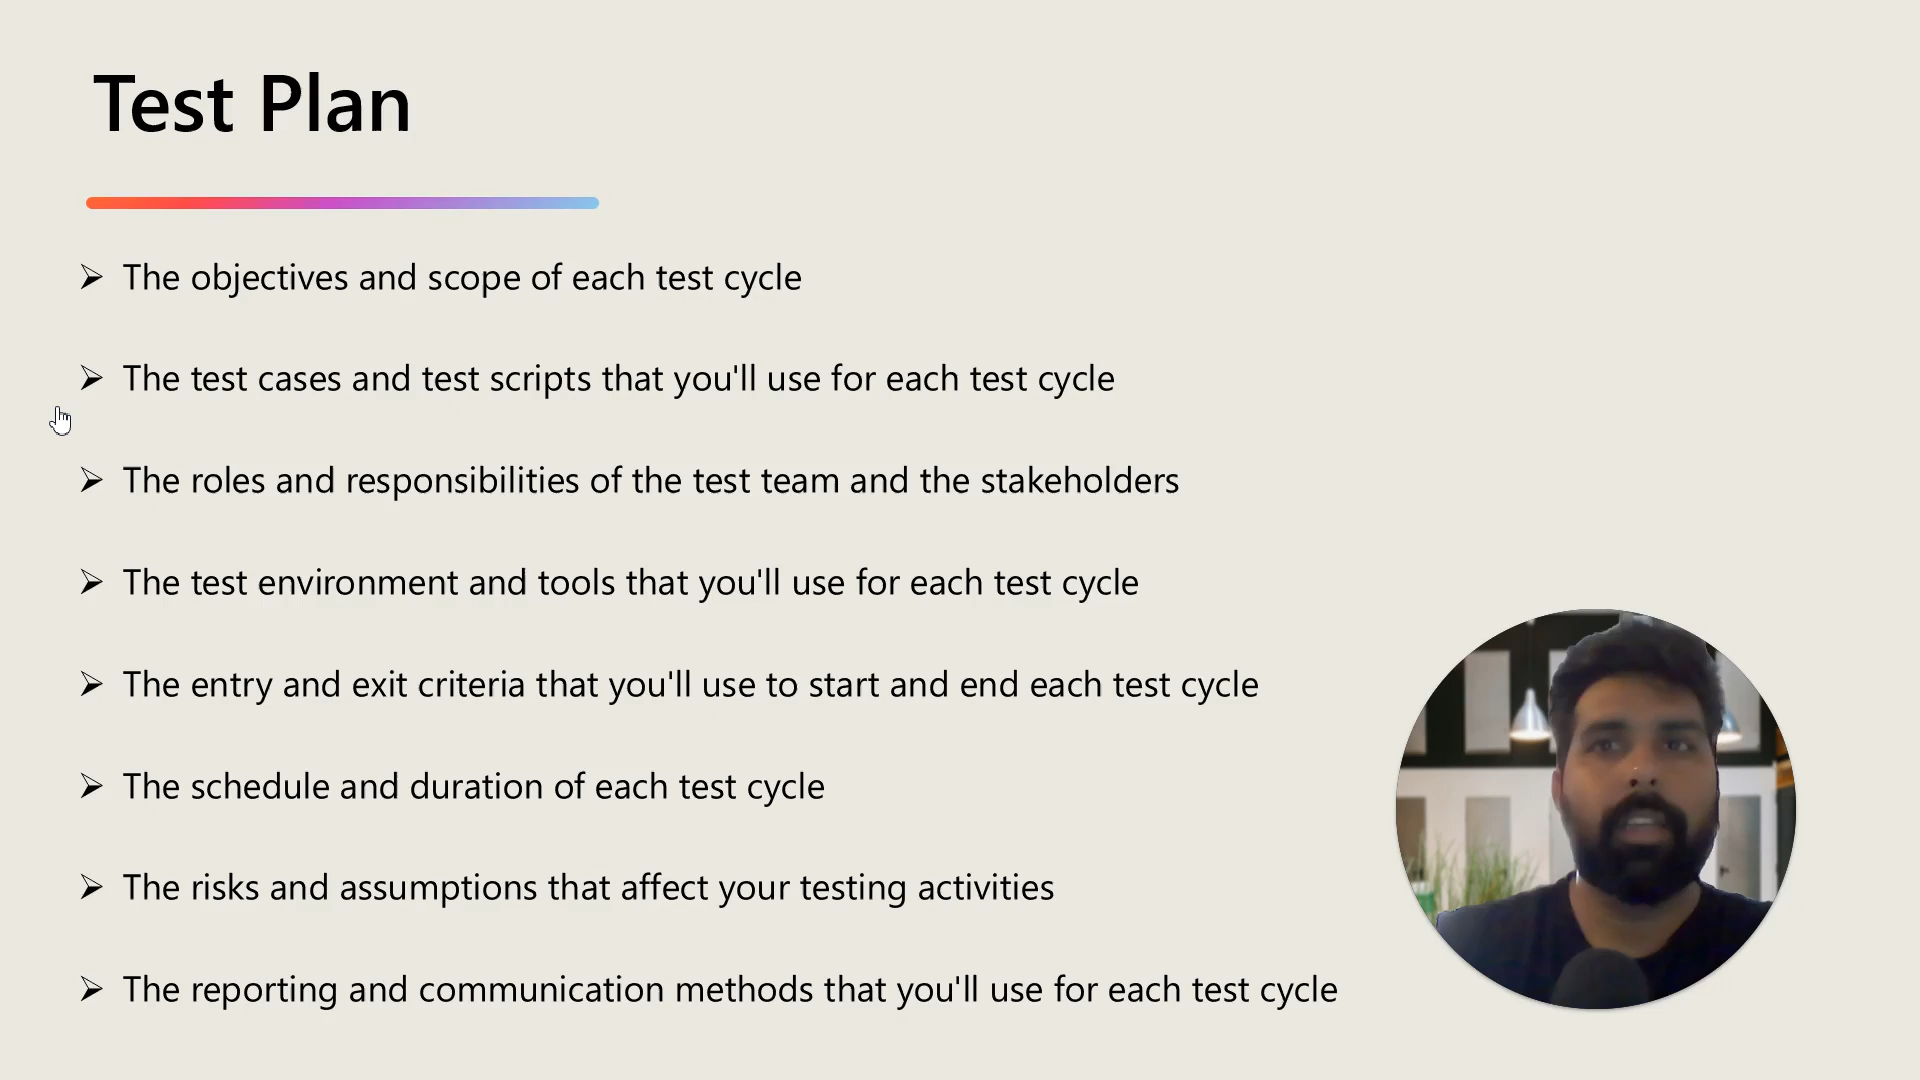 Test Plan
The objectives and scope of each test cycle
The test cases and test scripts that you'll use for each test cycle
The roles and responsibilities of the test team and the stakeholders
The test environment and tools that you'll use for each test cycle
The entry and exit criteria that you'll use to start and end each test cycle
The schedule and duration of each test cycle
The risks and assumptions that affect your testing activities
The reporting and communication methods that you'll use for each test cycle